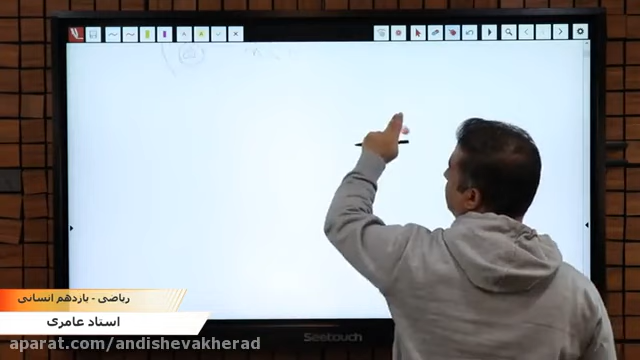 ریاضی - یازدهم انسانی
استاد عامری
aparat.com/andishevakherad
Seetouch